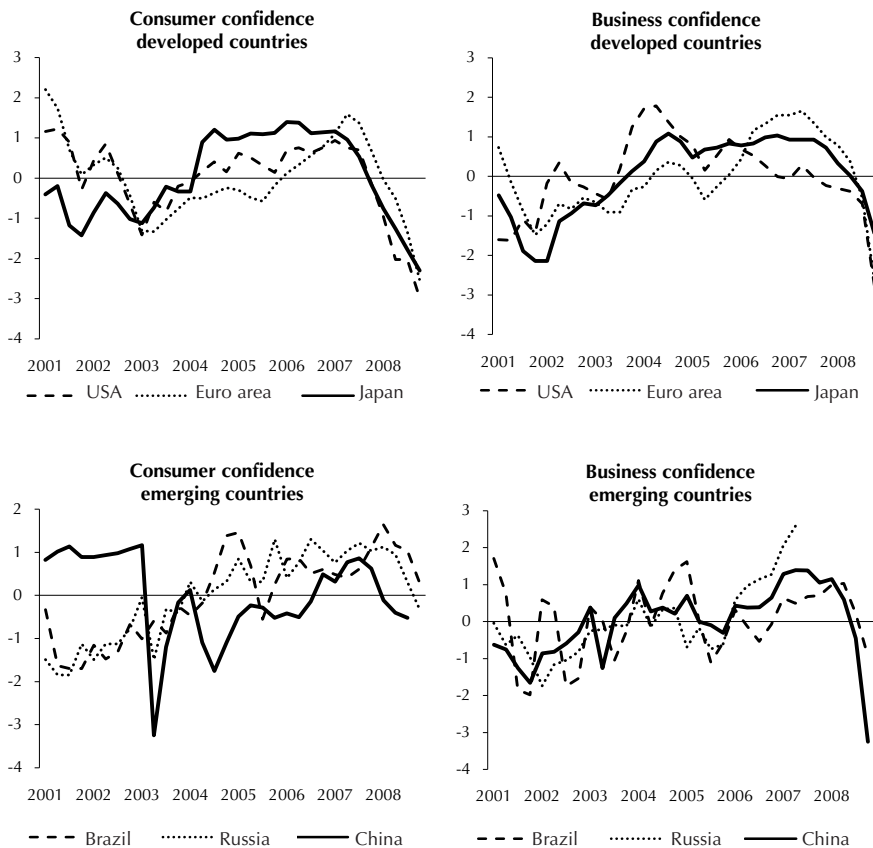 Consumer confidence
developed countries
3
2
1
0
-1
-2
-3
-4
2001 2002 2003 2004 2005 2006 2007 2008
USA Euro area Japan
Business confidence
developed countries
3
2
1
0
-1
-2
-3
-4
2001 2002 2003 2004 2005 2006 2007 2008
USA Euro area Japan
Consumer confidence
emerging countries
2
1
0
-1
-2
-3
-4
2001 2002 2003 2004 2005 2006 2007 2008
Brazil Russia China
Business confidence
emerging countries
3
2
1
0
-1
-2
-3
-4
2001 2002 2003 2004 2005 2006 2007 2008
Brazil Russia China